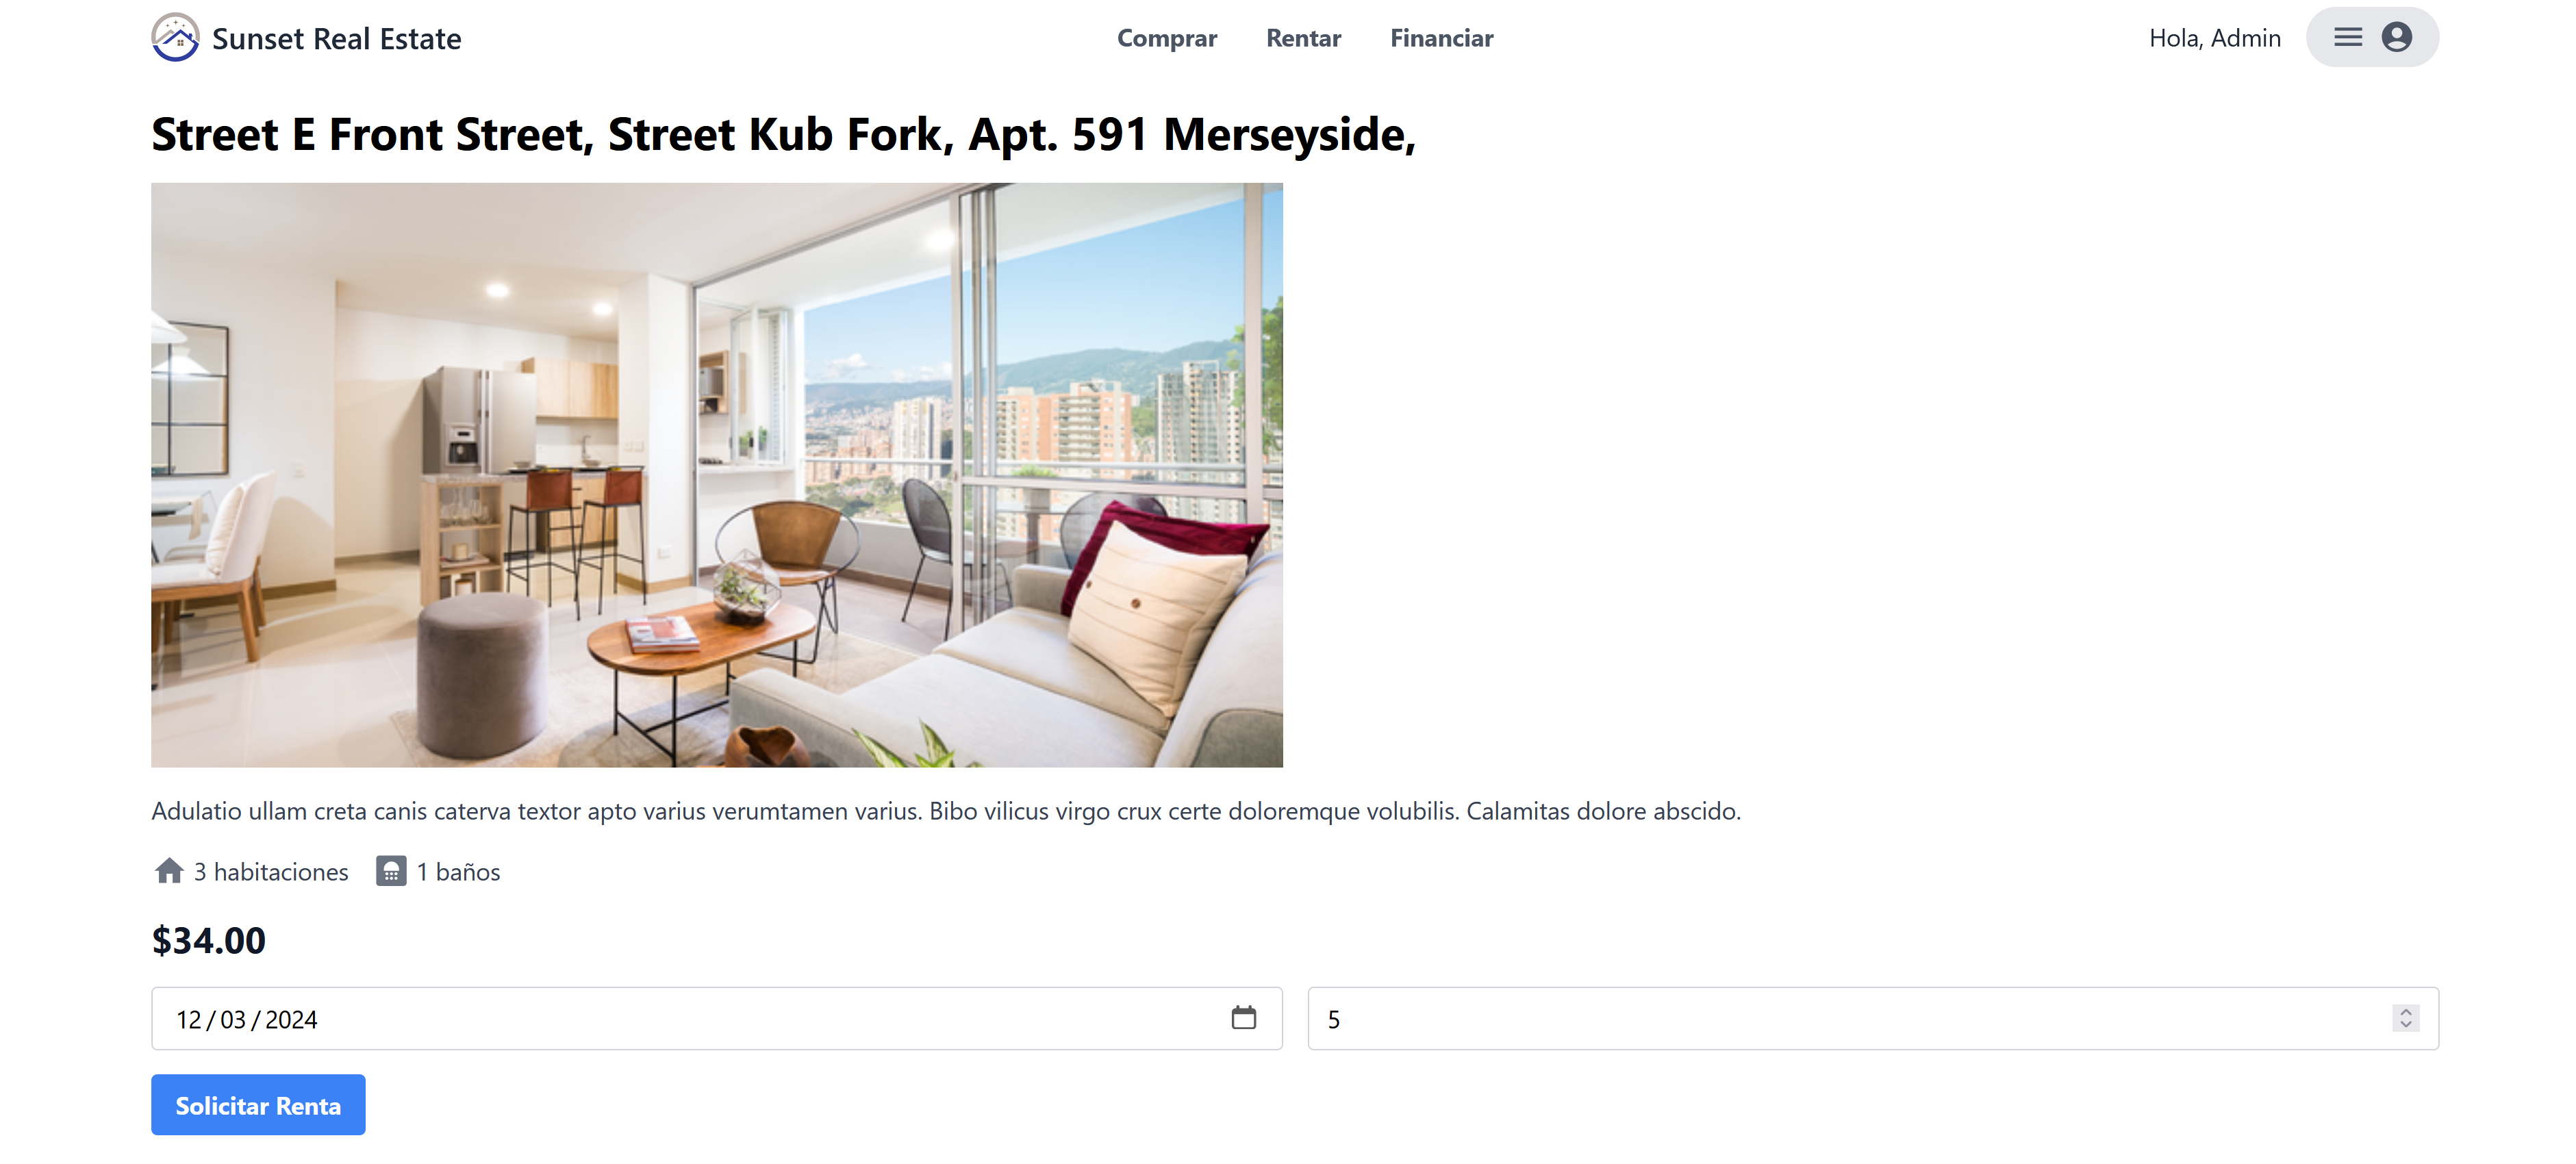 Sunset Real Estate
Comprar Rentar Financiar
Hola, Admin
Street E Front Street, Street Kub Fork, Apt. 591 Merseyside,
Adulatio ullam creta canis caterva textor apto varius verumtamen varius. Bibo vilicus virgo crux certe doloremque volubilis. Calamitas dolore abscido.
3 habitaciones 1 baños
$34.00
12/03/2024
5
Solicitar Renta